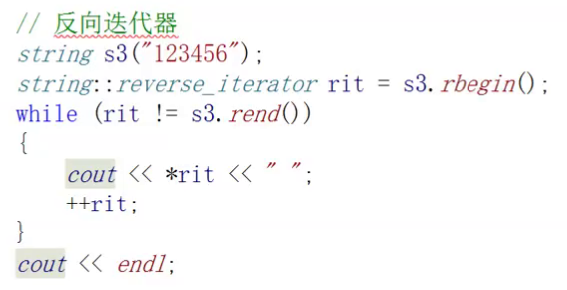 // 反向迭代器
string s3("123456");
string::reverse_iterator rit = s3.rbegin();
while (rit != s3.rend())
{
    cout << *rit << " ";
    ++rit;
}
cout << endl;